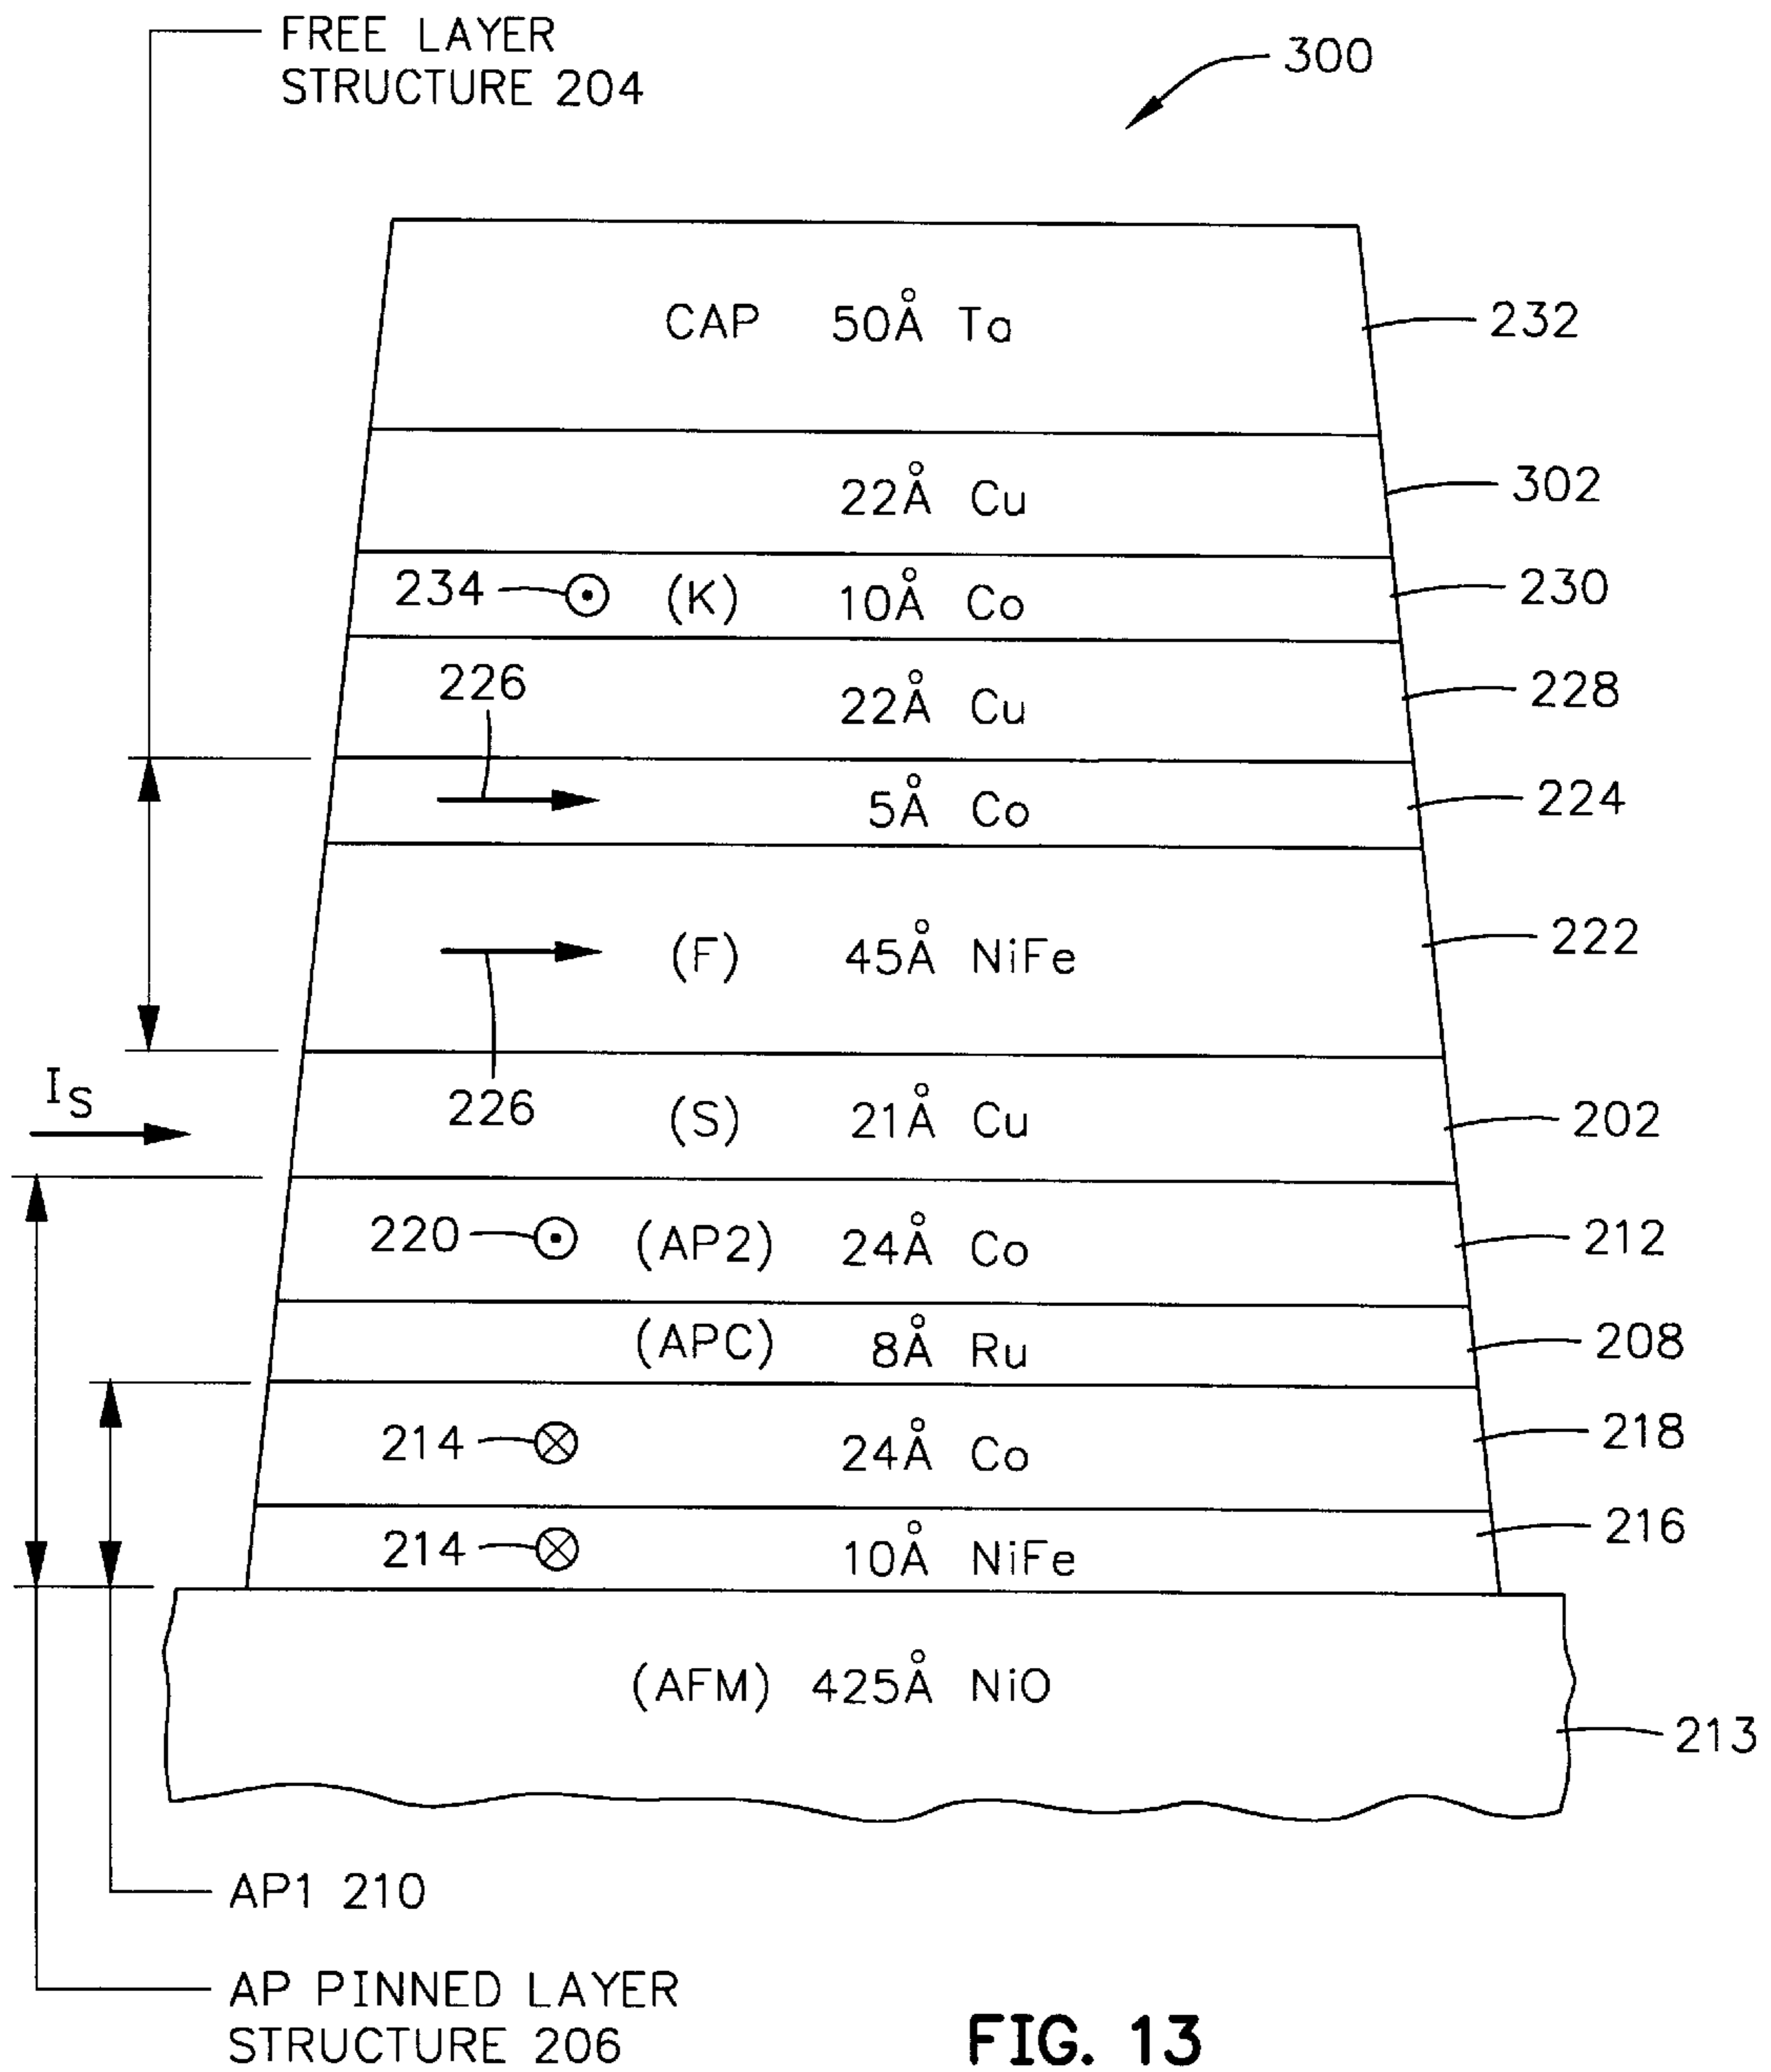 FREE LAYER
STRUCTURE 204
300
CAP 50Å Ta
232
22Å Cu
302
234 (K) 10Å Co
230
226
22Å Cu
228
5Å Co
224
(F) 45Å NiFe
222
I_S
226 (S) 21Å Cu
202
220 (AP2) 24Å Co
212
(APC) 8Å Ru
208
214 24Å Co
218
214 10Å NiFe
216
(AFM) 425Å NiO
213
AP1 210
AP PINNED LAYER
STRUCTURE 206
FIG. 13